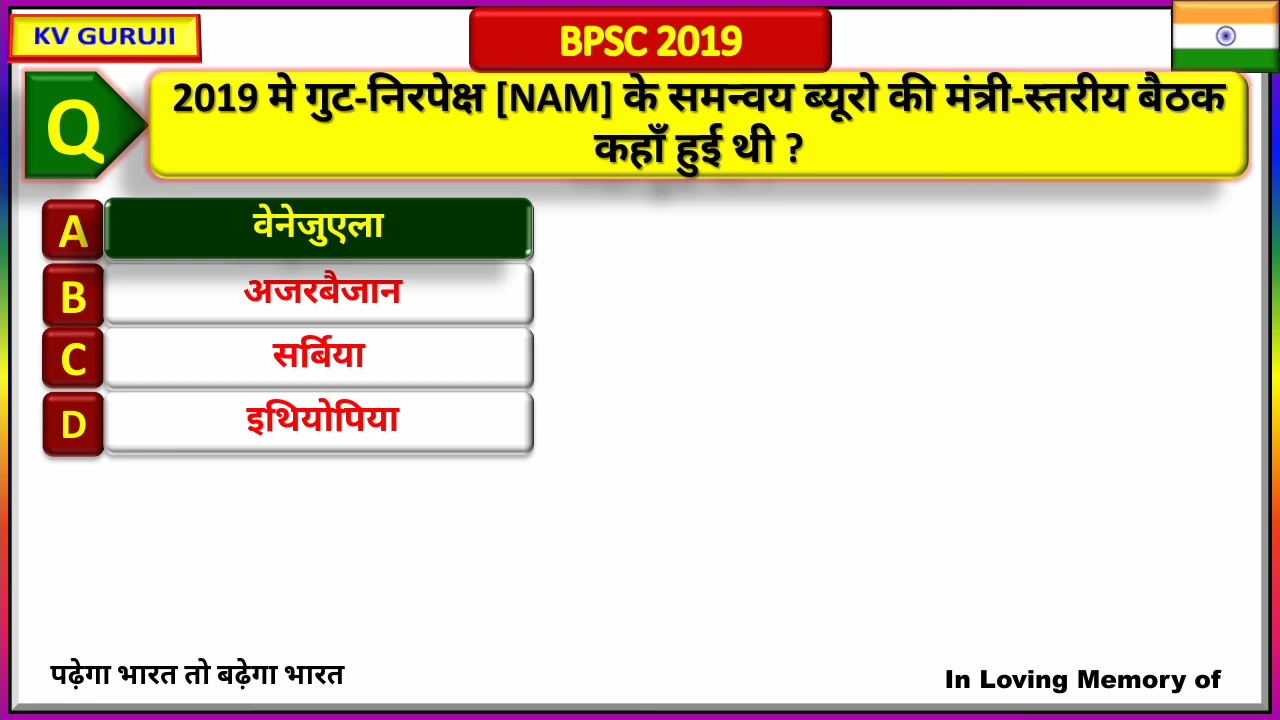 KV GURUJI
BPSC 2019
Q
2019 मे गुट-निरपेक्ष [NAM] के समन्वय ब्यूरो की मंत्री-स्तरीय बैठक
कहाँ हुई थी ?
A वेनेजुएला
B अजरबैजान
C सर्बिया
D इथियोपिया
पढ़ेगा भारत तो बढ़ेगा भारत
In Loving Memory of